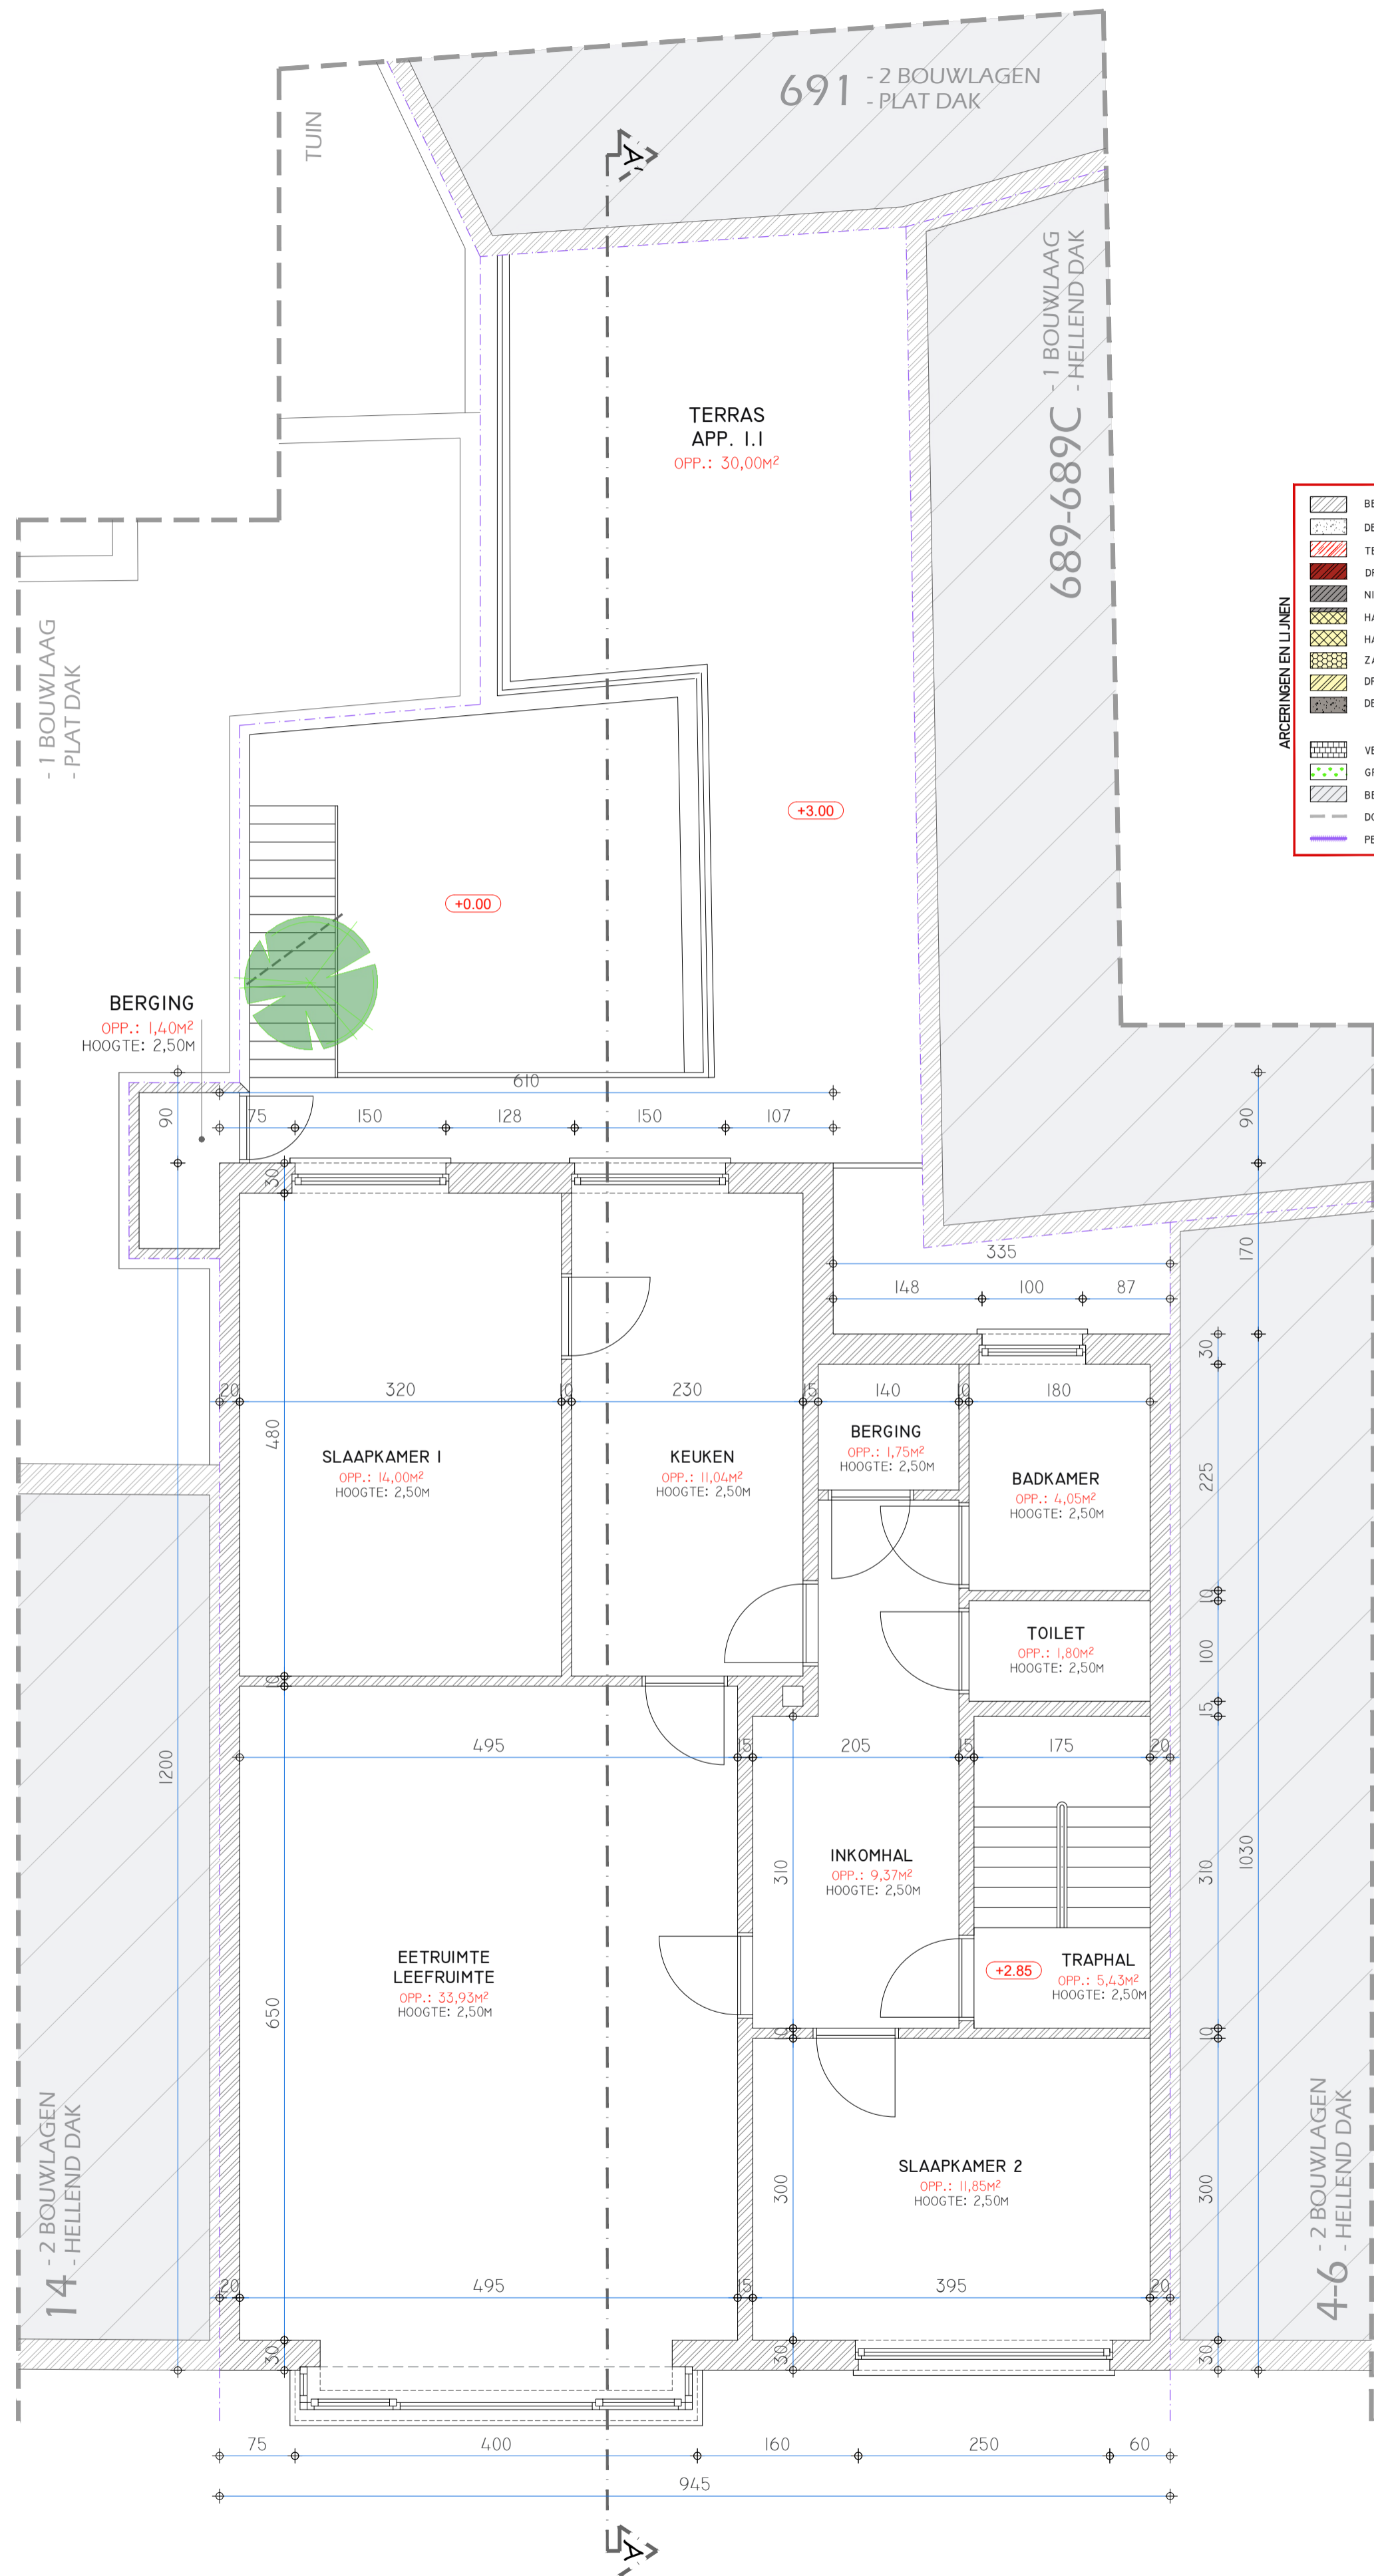 691
- 2 BOUWLAGEN
- PLAT DAK
TUIN
A'
689-689C
- 1 BOUWLAAG
- HELLEND DAK
TERRAS
APP. 1.1
OPP.: 30,00M²
ARCERINGEN EN LIJNEN
- 1 BOUWLAAG
- PLAT DAK
+3.00
+0.00
BERGING
OPP.: 1,40M²
HOOGTE: 2,50M
610
75 150 128 150 107
90
90
30
170
335
148 100 87
30
20 320 10 230 15 140 10 180
480
225
SLAAPKAMER 1
OPP.: 14,00M²
HOOGTE: 2,50M
KEUKEN
OPP.: 11,04M²
HOOGTE: 2,50M
BERGING
OPP.: 1,75M²
HOOGTE: 2,50M
BADKAMER
OPP.: 4,05M²
HOOGTE: 2,50M
10
TOILET
OPP.: 1,80M²
HOOGTE: 2,50M
100
10
15
495 15 205 15 175 20
1200
1030
310
310
INKOMHAL
OPP.: 9,37M²
HOOGTE: 2,50M
EETRUIMTE
LEEFRUIMTE
OPP.: 33,93M²
HOOGTE: 2,50M
+2.85
TRAPHAL
OPP.: 5,43M²
HOOGTE: 2,50M
650
10
10
SLAAPKAMER 2
OPP.: 11,85M²
HOOGTE: 2,50M
300
300
14
- 2 BOUWLAGEN
- HELLEND DAK
4-6
- 2 BOUWLAGEN
- HELLEND DAK
20 495 15 395 20
30
30
30
75 400 160 250 60
945
A